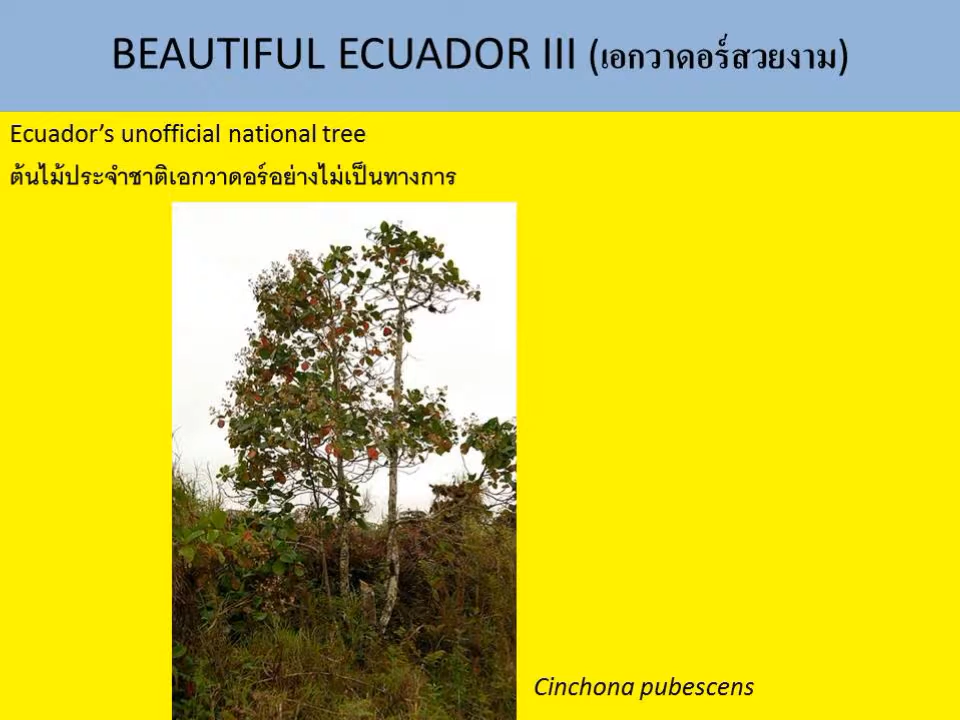 BEAUTIFUL ECUADOR III (เอกวาดอร์สวยงาม)
Ecuador’s unofficial national tree
ต้นไม้ประจำชาติเอกวาดอร์อย่างไม่เป็นทางการ
Cinchona pubescens